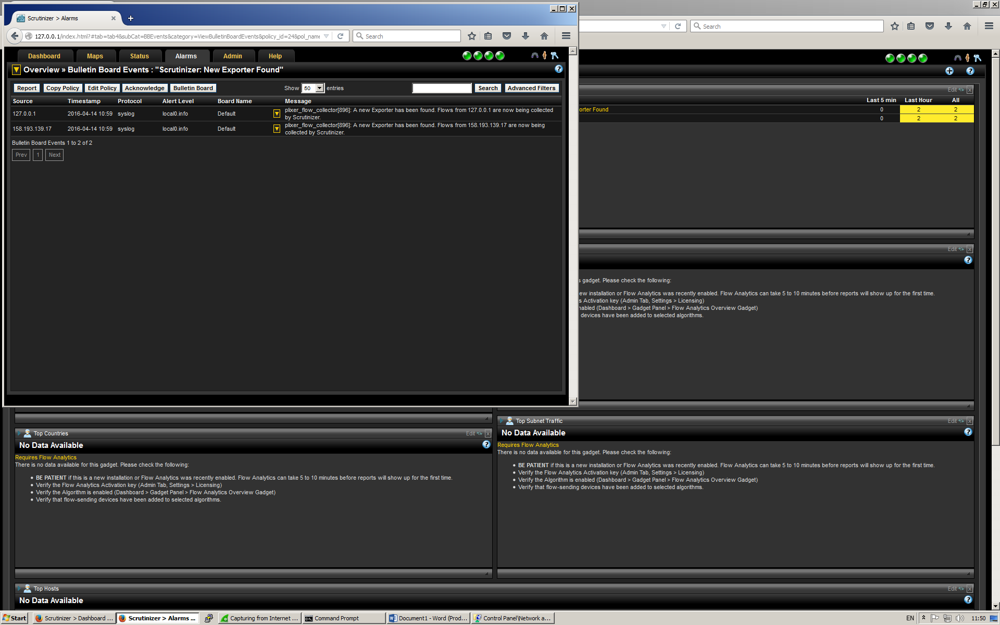 Scrutinizer > Alarms
127.0.0.1/index.html?#tab=tab4&subCat=BBEvents&category=ViewBulletinBoardEvents&policy_id=24&pol_name
Search
Search
Dashboard
Maps
Status
Alarms
Admin
Help
Overview » Bulletin Board Events : "Scrutinizer: New Exporter Found"
Report
Copy Policy
Edit Policy
Acknowledge
Bulletin Board
Show 50 entries
Search
Advanced Filters
Source Timestamp Protocol Alert Level Board Name Message
127.0.0.1 2016-04-14 10:59 syslog local0.info Default plixer_flow_collector[896]: A new Exporter has been found. Flows from 127.0.0.1 are now being collected
by Scrutinizer.
158.193.139.17 2016-04-14 10:59 syslog local0.info Default plixer_flow_collector[896]: A new Exporter has been found. Flows from 158.193.139.17 are now being
collected by Scrutinizer.
Bulletin Board Events 1 to 2 of 2
Prev 1 Next
Edit
Last 5 min Last Hour All
orter Found 0 2 2
0 2 2
Edit
s gadget. Please check the following:
ew installation or Flow Analytics was recently enabled. Flow Analytics can take 5 to 10 minutes before reports will show up for the first time.
s Activation key (Admin Tab, Settings > Licensing)
nabled (Dashboard > Gadget Panel > Flow Analytics Overview Gadget)
devices have been added to selected algorithms.
Top Countries Edit
No Data Available
Requires Flow Analytics
There is no data available for this gadget. Please check the following:
BE PATIENT if this is a new installation or Flow Analytics was recently enabled. Flow Analytics can take 5 to 10 minutes before reports will show up for the first time.
Verify the Flow Analytics Activation key (Admin Tab, Settings > Licensing)
Verify the Algorithm is enabled (Dashboard > Gadget Panel > Flow Analytics Overview Gadget)
Verify that flow-sending devices have been added to selected algorithms.
Top Subnet Traffic Edit
No Data Available
Requires Flow Analytics
There is no data available for this gadget. Please check the following:
BE PATIENT if this is a new installation or Flow Analytics was recently enabled. Flow Analytics can take 5 to 10 minutes before reports will show up for the first time.
Verify the Flow Analytics Activation key (Admin Tab, Settings > Licensing)
Verify the Algorithm is enabled (Dashboard > Gadget Panel > Flow Analytics Overview Gadget)
Verify that flow-sending devices have been added to selected algorithms.
Top Hosts Edit
No Data Available
Start
Scrutinizer > Dashboard ...
Scrutinizer > Alarms ...
Capturing from Internet ...
Command Prompt
Document1 - Word (Prod...
Control Panel\Network a...
EN
11:50